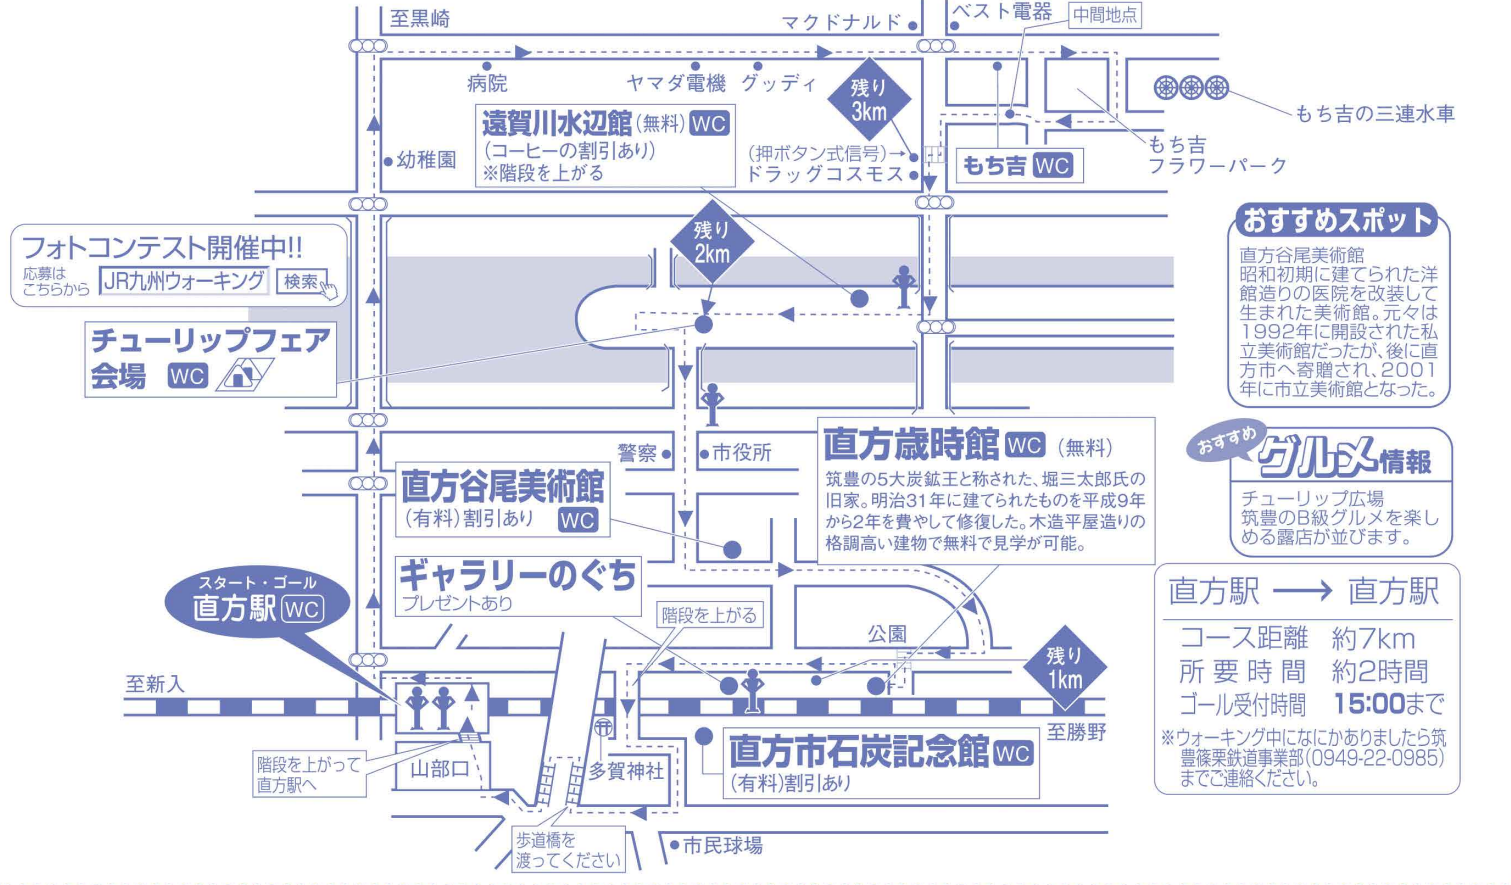 至黒崎
マクドナルド
ベスト電器
中間地点
病院
ヤマダ電機
グッディ
残り
3km
もち吉の三連水車
遠賀川水辺館(無料)WC
(コーヒーの割引あり)
※階段を上がる
幼稚園
(押ボタン式信号)→
ドラッグコスモス
もち吉 WC
もち吉
フラワーパーク
フォトコンテスト開催中!!
応募は
こちらから
JR九州ウォーキング
検索
残り
2km
チューリップフェア
会場 WC
おすすめスポット
直方谷尾美術館
昭和初期に建てられた洋
館造りの医院を改装して
生まれた美術館。元々は
1992年に開設された私
立美術館だったが、後に直
方市へ寄贈され、2001
年に市立美術館となった。
警察
市役所
直方歳時館 WC (無料)
筑豊の5大炭鉱王と称された、堀三太郎氏の
旧家。明治31年に建てられたものを平成9年
から2年を費やして修復した。木造平屋造りの
格調高い建物で無料で見学が可能。
おすすめ
グルメ情報
チューリップ広場
筑豊のB級グルメを楽し
める露店が並びます。
直方谷尾美術館
(有料)割引あり WC
ギャラリーのぐち
プレゼントあり
スタート・ゴール
直方駅 WC
階段を上がる
公園
残り
1km
至新入
至勝野
階段を上がって
直方駅へ
山部口
多賀神社
直方市石炭記念館 WC
(有料)割引あり
歩道橋を
渡ってください
市民球場
直方駅 → 直方駅
コース距離 約7km
所要時間 約2時間
ゴール受付時間 15:00まで
※ウォーキング中になにかありましたら筑
豊篠栗鉄道事業部(0949-22-0985)
までご連絡ください。